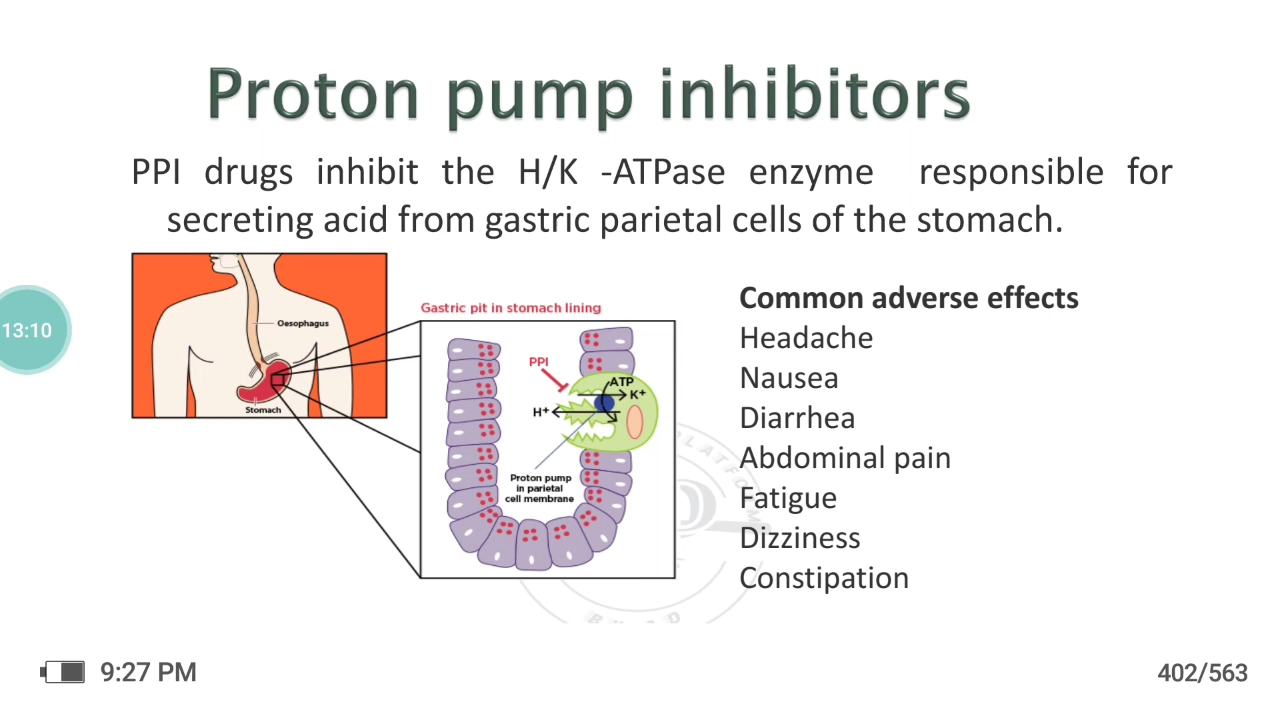 Proton pump inhibitors
PPI drugs inhibit the H/K -ATPase enzyme responsible for
secreting acid from gastric parietal cells of the stomach.
13:10
Oesophagus
Stomach
Gastric pit in stomach lining
PPI
ATP
K+
H+
Proton pump
in parietal
cell membrane
Common adverse effects
Headache
Nausea
Diarrhea
Abdominal pain
Fatigue
Dizziness
Constipation
9:27 PM
402/563